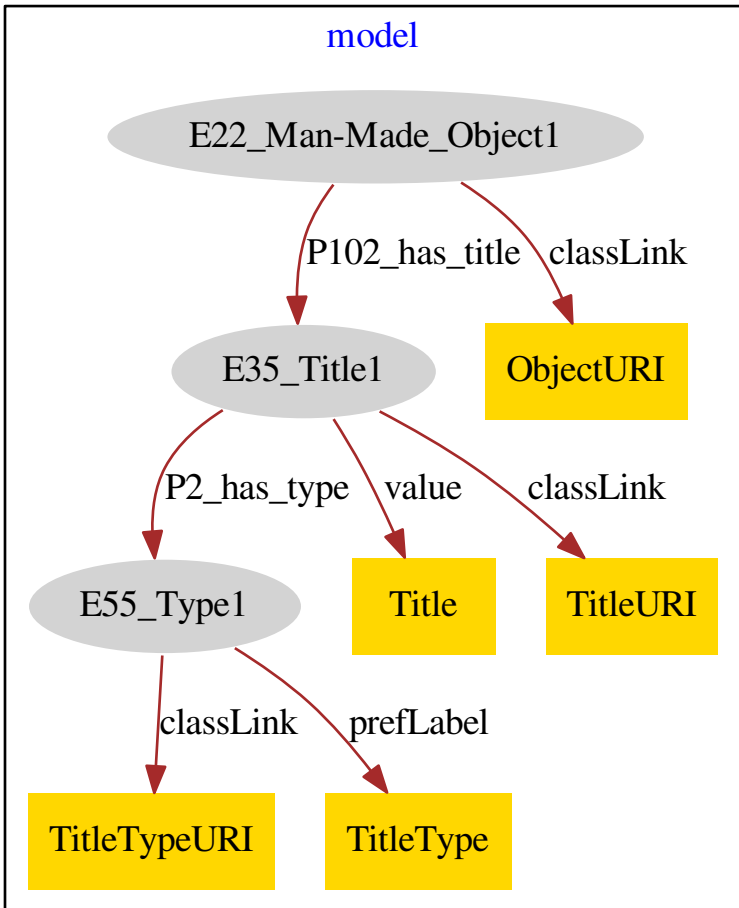 model
E22_Man-Made_Object1
P102_has_title classLink
E35_Title1 ObjectURI
P2_has_type value classLink
E55_Type1 Title TitleURI
classLink prefLabel
TitleTypeURI TitleType